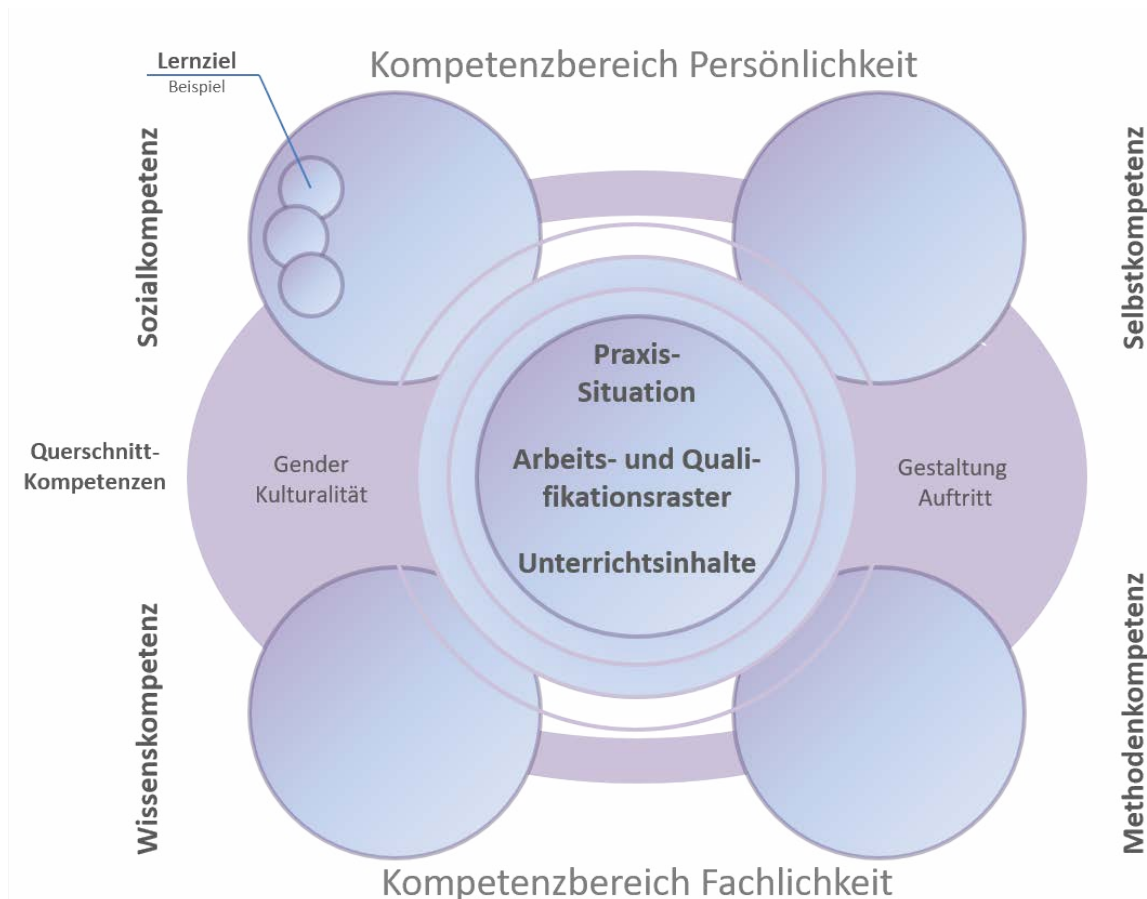 Kompetenzbereich Persönlichkeit
Lernziel
Beispiel
Sozialkompetenz
Selbstkompetenz
Praxis-
Situation
Arbeits- und Quali-
fikationsraster
Unterrichtsinhalte
Querschnitt-
Kompetenzen
Gender
Kulturalität
Gestaltung
Auftritt
Wissenskompetenz
Methodenkompetenz
Kompetenzbereich Fachlichkeit